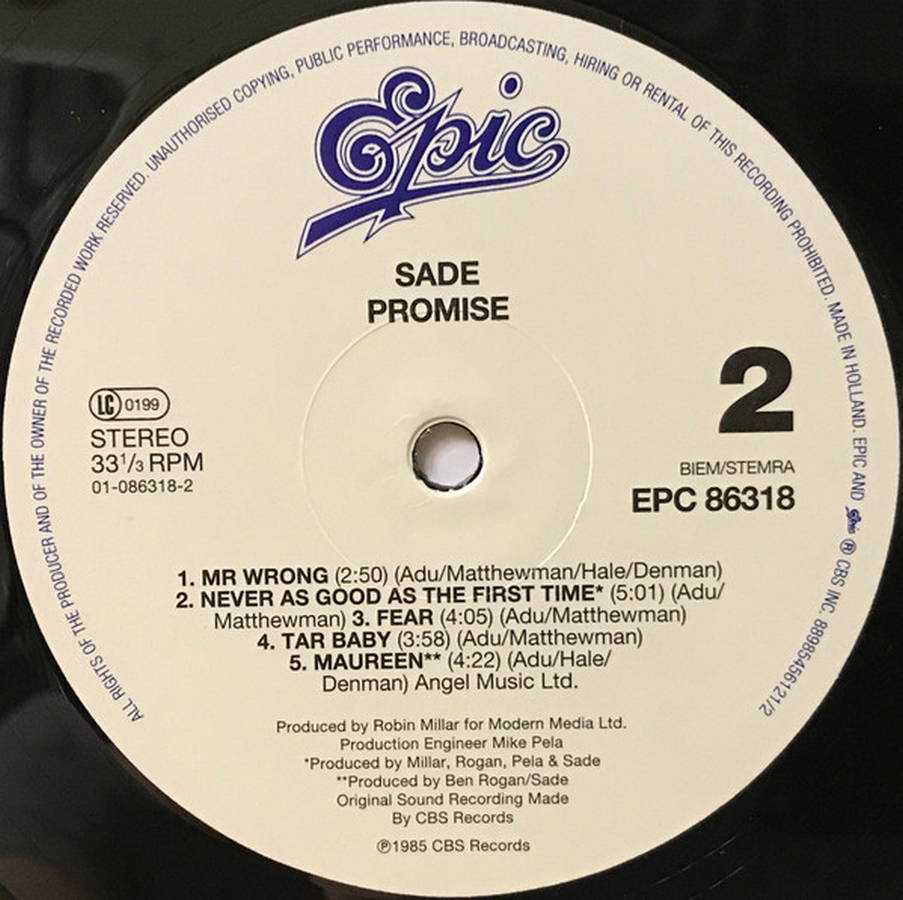 ALL RIGHTS OF THE PRODUCER AND OF THE OWNER OF THE RECORDED WORK RESERVED. UNAUTHORISED COPYING, PUBLIC PERFORMANCE, BROADCASTING, HIRING OR RENTAL OF THIS RECORDING PROHIBITED. MADE IN HOLLAND. EPIC AND Epic ® CBS INC. 88985456121/2
Epic
SADE
PROMISE
LC 0199
STEREO
33 1/3 RPM
01-086318-2
2
BIEM/STEMRA
EPC 86318
1. MR WRONG (2:50) (Adu/Matthewman/Hale/Denman)
2. NEVER AS GOOD AS THE FIRST TIME* (5:01) (Adu/
Matthewman) 3. FEAR (4:05) (Adu/Matthewman)
4. TAR BABY (3:58) (Adu/Matthewman)
5. MAUREEN** (4:22) (Adu/Hale/
Denman) Angel Music Ltd.
Produced by Robin Millar for Modern Media Ltd.
Production Engineer Mike Pela
*Produced by Millar, Rogan, Pela & Sade
**Produced by Ben Rogan/Sade
Original Sound Recording Made
By CBS Records
℗1985 CBS Records